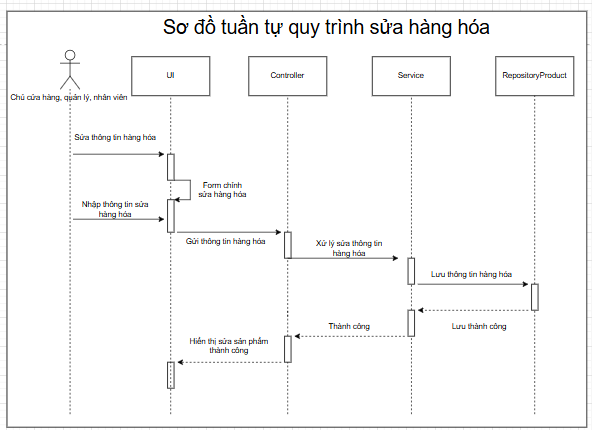 Sơ đồ tuần tự quy trình sửa hàng hóa
UI
Controller
Service
RepositoryProduct
Chủ cửa hàng, quản lý, nhân viên
Sửa thông tin hàng hóa
Form chỉnh
sửa hàng hóa
Nhập thông tin sửa
hàng hóa
Gửi thông tin hàng hóa
Xử lý sửa thông tin
hàng hóa
Lưu thông tin hàng hóa
Lưu thành công
Thành công
Hiển thị sửa sản phẩm
thành công